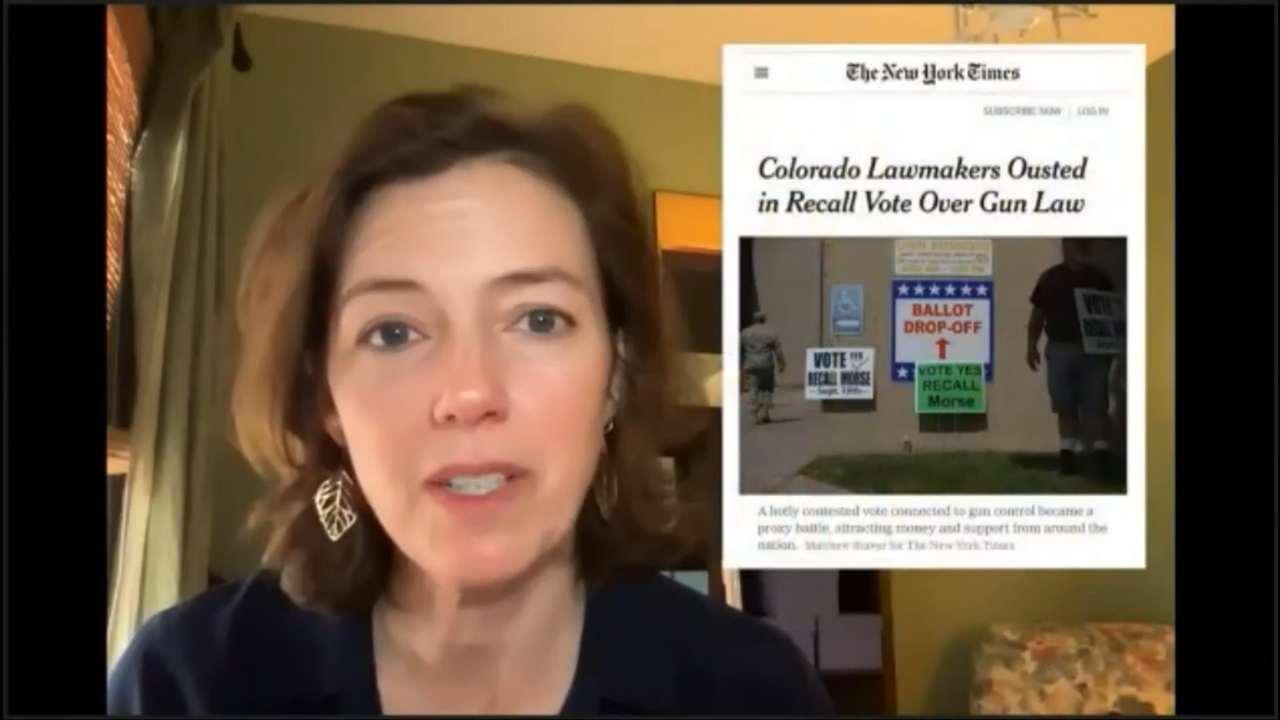 The New York Times
SUBSCRIBE NOW | LOG IN
Colorado Lawmakers Ousted
in Recall Vote Over Gun Law
BALLOT
DROP-OFF
VOTE YES
RECALL MORSE
VOTE YES
RECALL
Morse
VOTE
RECALL
A hotly contested vote connected to gun control became a
proxy battle, attracting money and support from around the
nation. Matthew Staver for The New York Times